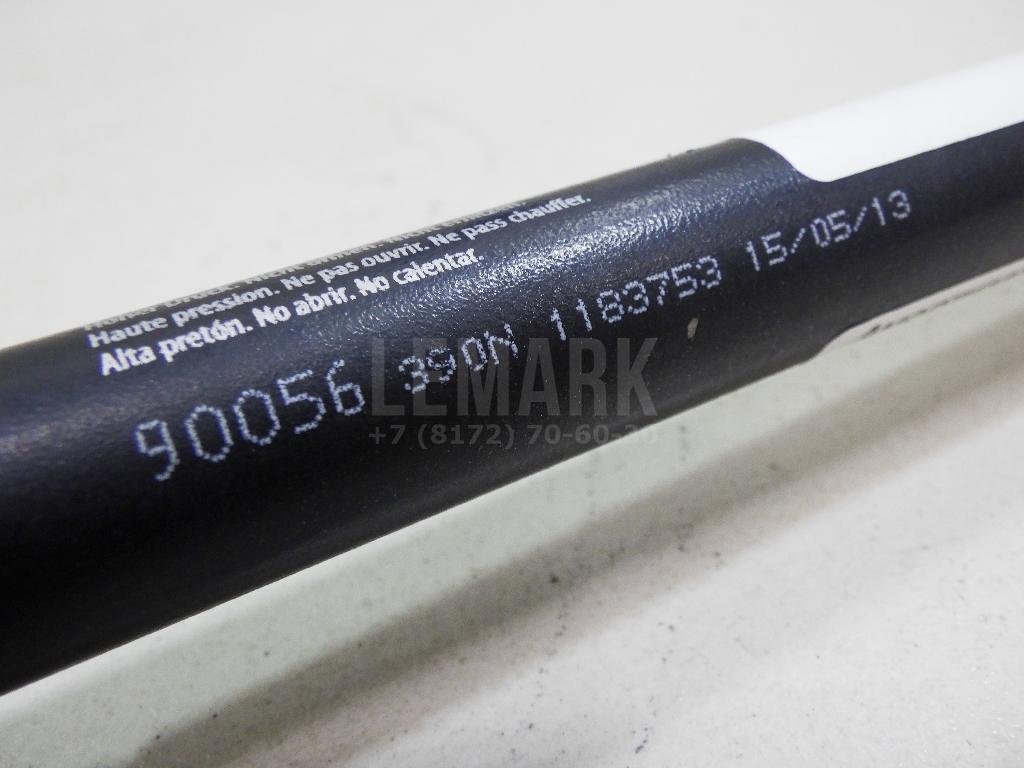 Haute pression. Ne pas ouvrir. Ne pass chauffer.
Alta pretón. No abrir. No calentar.
90056 390N 1183753 15/05/13
LEMARK
+7 (8172) 70-60-36